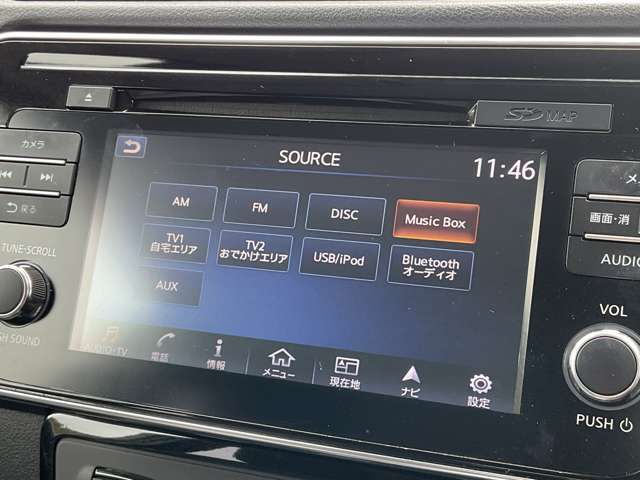 SD MAP
カメラ
戻る
TUNE·SCROLL
SOUND
SOURCE
11:46
AM
FM
DISC
Music Box
TV1
自宅エリア
TV2
おでかけエリア
USB/iPod
Bluetooth
オーディオ
AUX
AUDIO·TV
電話
情報
メニュー
現在地
ナビ
設定
画面·消
AUDIO
VOL
PUSH